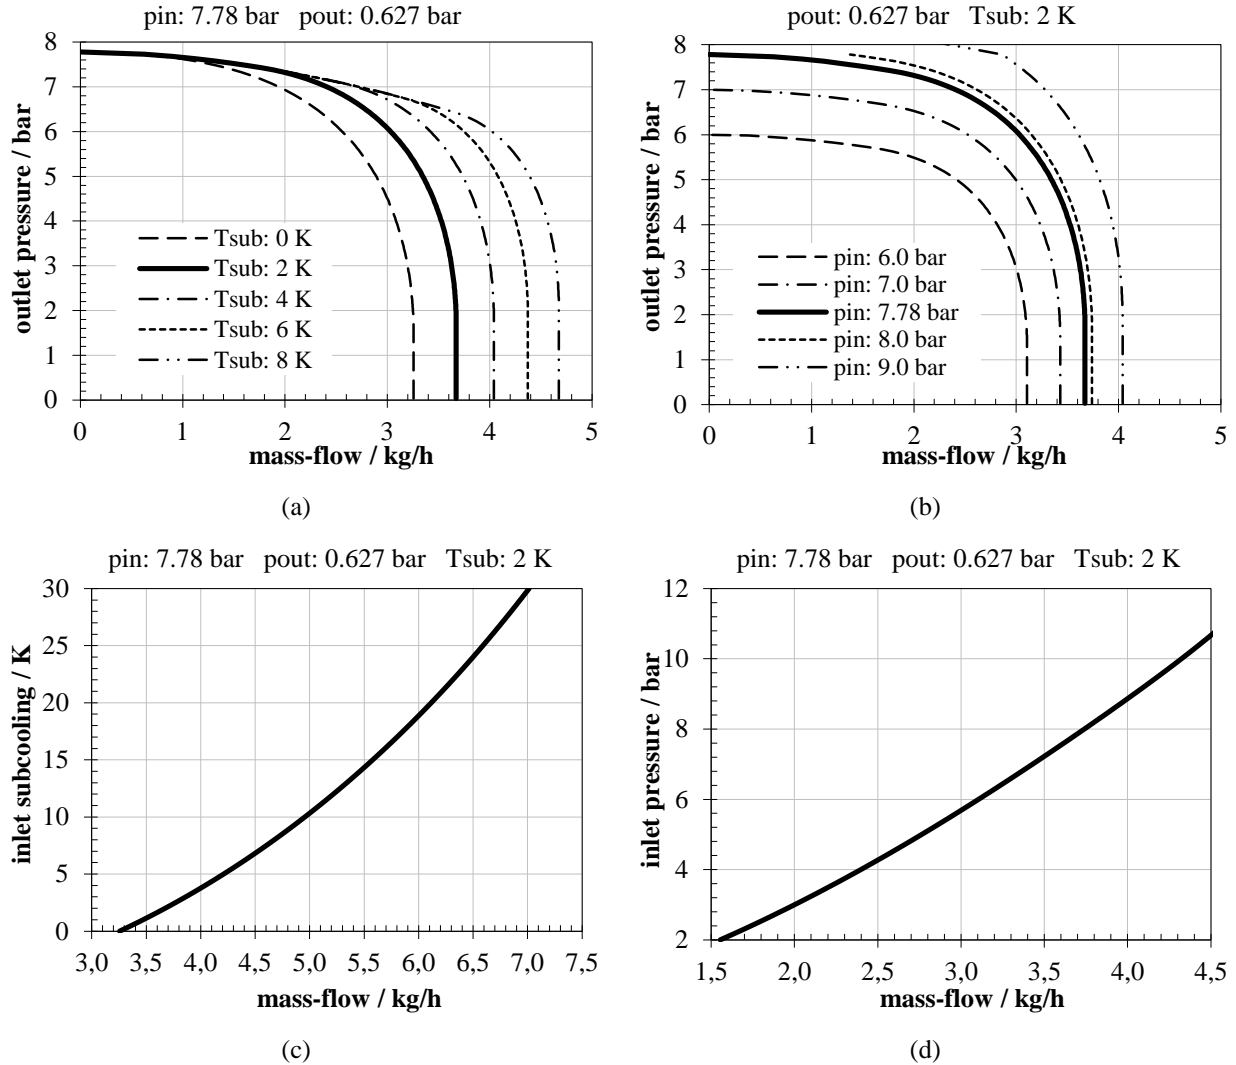 pin: 7.78 bar pout: 0.627 bar
8
7
6
5
4
3
2
1
0
outlet pressure / bar
Tsub: 0 K
Tsub: 2 K
Tsub: 4 K
Tsub: 6 K
Tsub: 8 K
0 1 2 3 4 5
mass-flow / kg/h
(a)
pout: 0.627 bar Tsub: 2 K
8
7
6
5
4
3
2
1
0
outlet pressure / bar
pin: 6.0 bar
pin: 7.0 bar
pin: 7.78 bar
pin: 8.0 bar
pin: 9.0 bar
0 1 2 3 4 5
mass-flow / kg/h
(b)
pin: 7.78 bar pout: 0.627 bar Tsub: 2 K
30
25
20
15
10
5
0
inlet subcooling / K
3,0 3,5 4,0 4,5 5,0 5,5 6,0 6,5 7,0 7,5
mass-flow / kg/h
(c)
pin: 7.78 bar pout: 0.627 bar Tsub: 2 K
12
10
8
6
4
2
inlet pressure / bar
1,5 2,0 2,5 3,0 3,5 4,0 4,5
mass-flow / kg/h
(d)